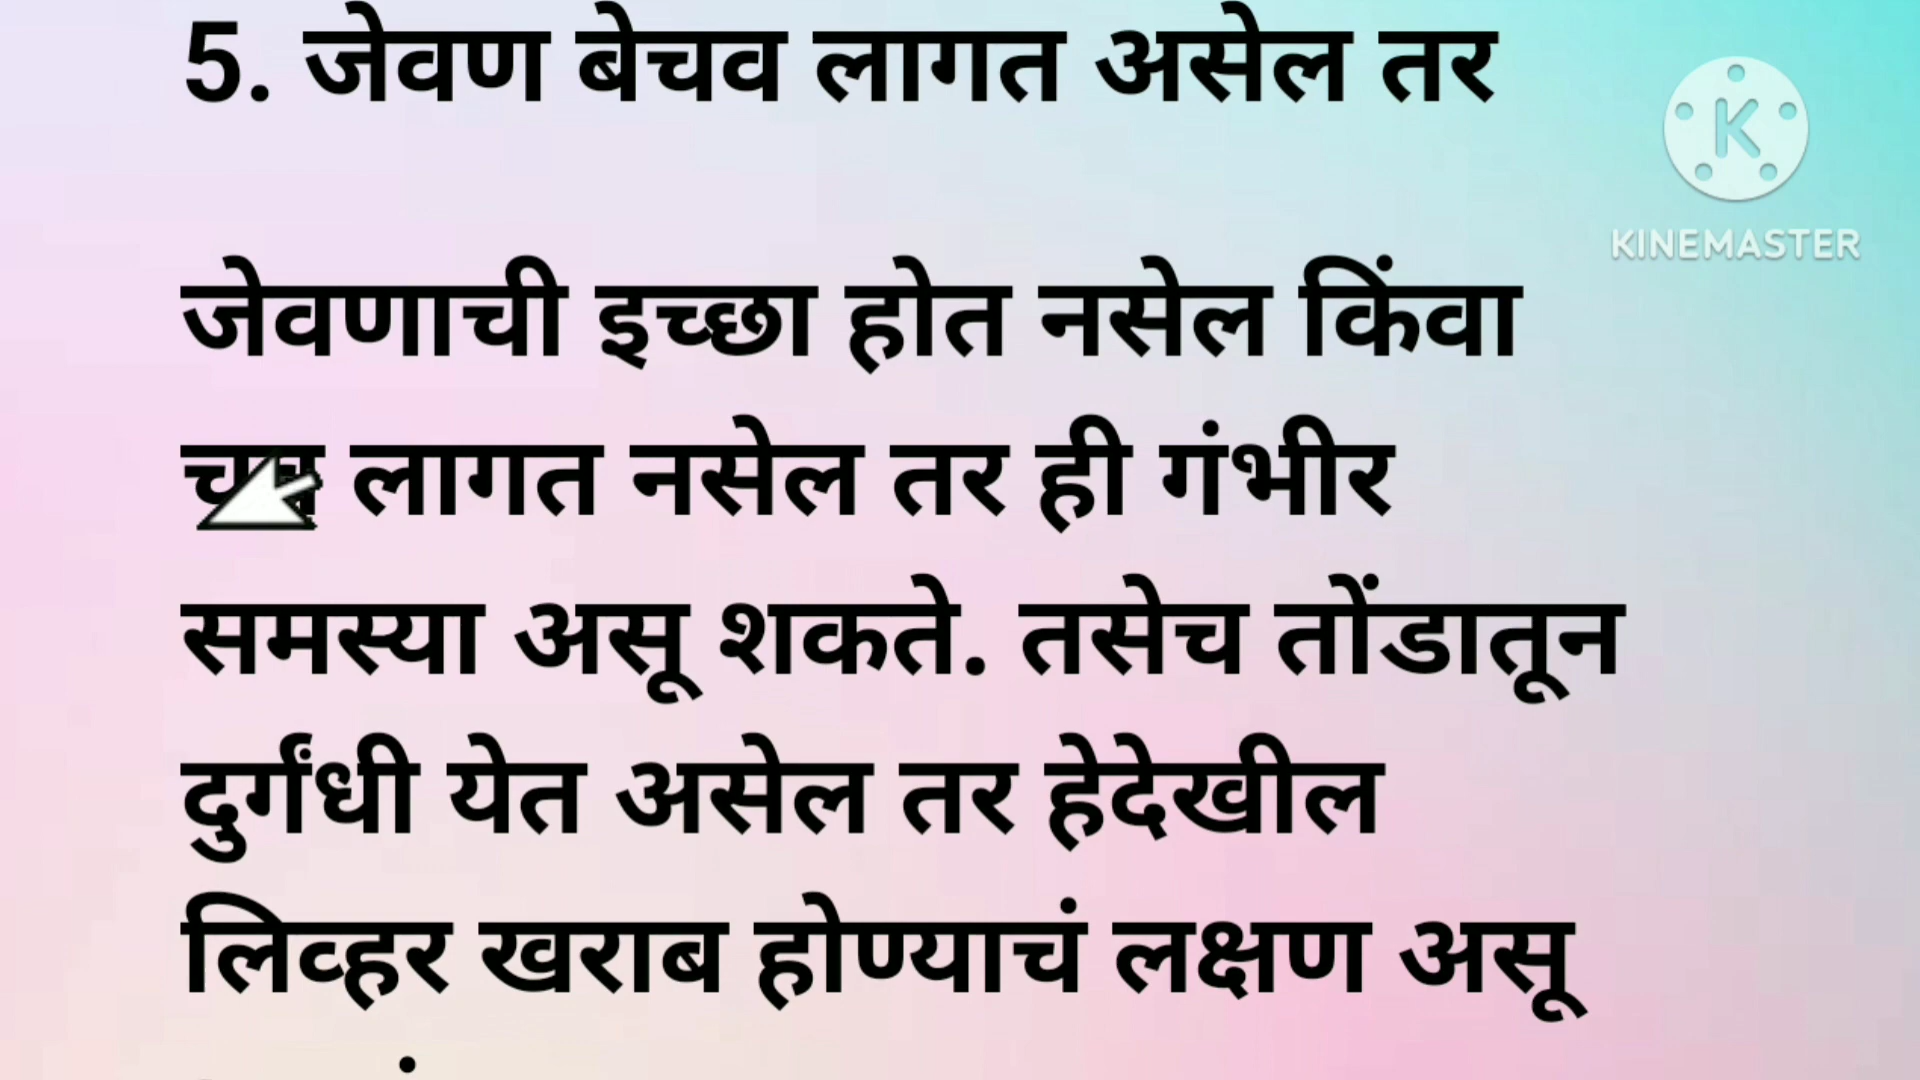 5. जेवण बेचव लागत असेल तर
K
KINEMASTER
जेवणाची इच्छा होत नसेल किंवा
लागत नसेल तर ही गंभीर
समस्या असू शकते. तसेच तोंडातून
दुर्गंधी येत असेल तर हेदेखील
लिव्हर खराब होण्याचं लक्षण असू